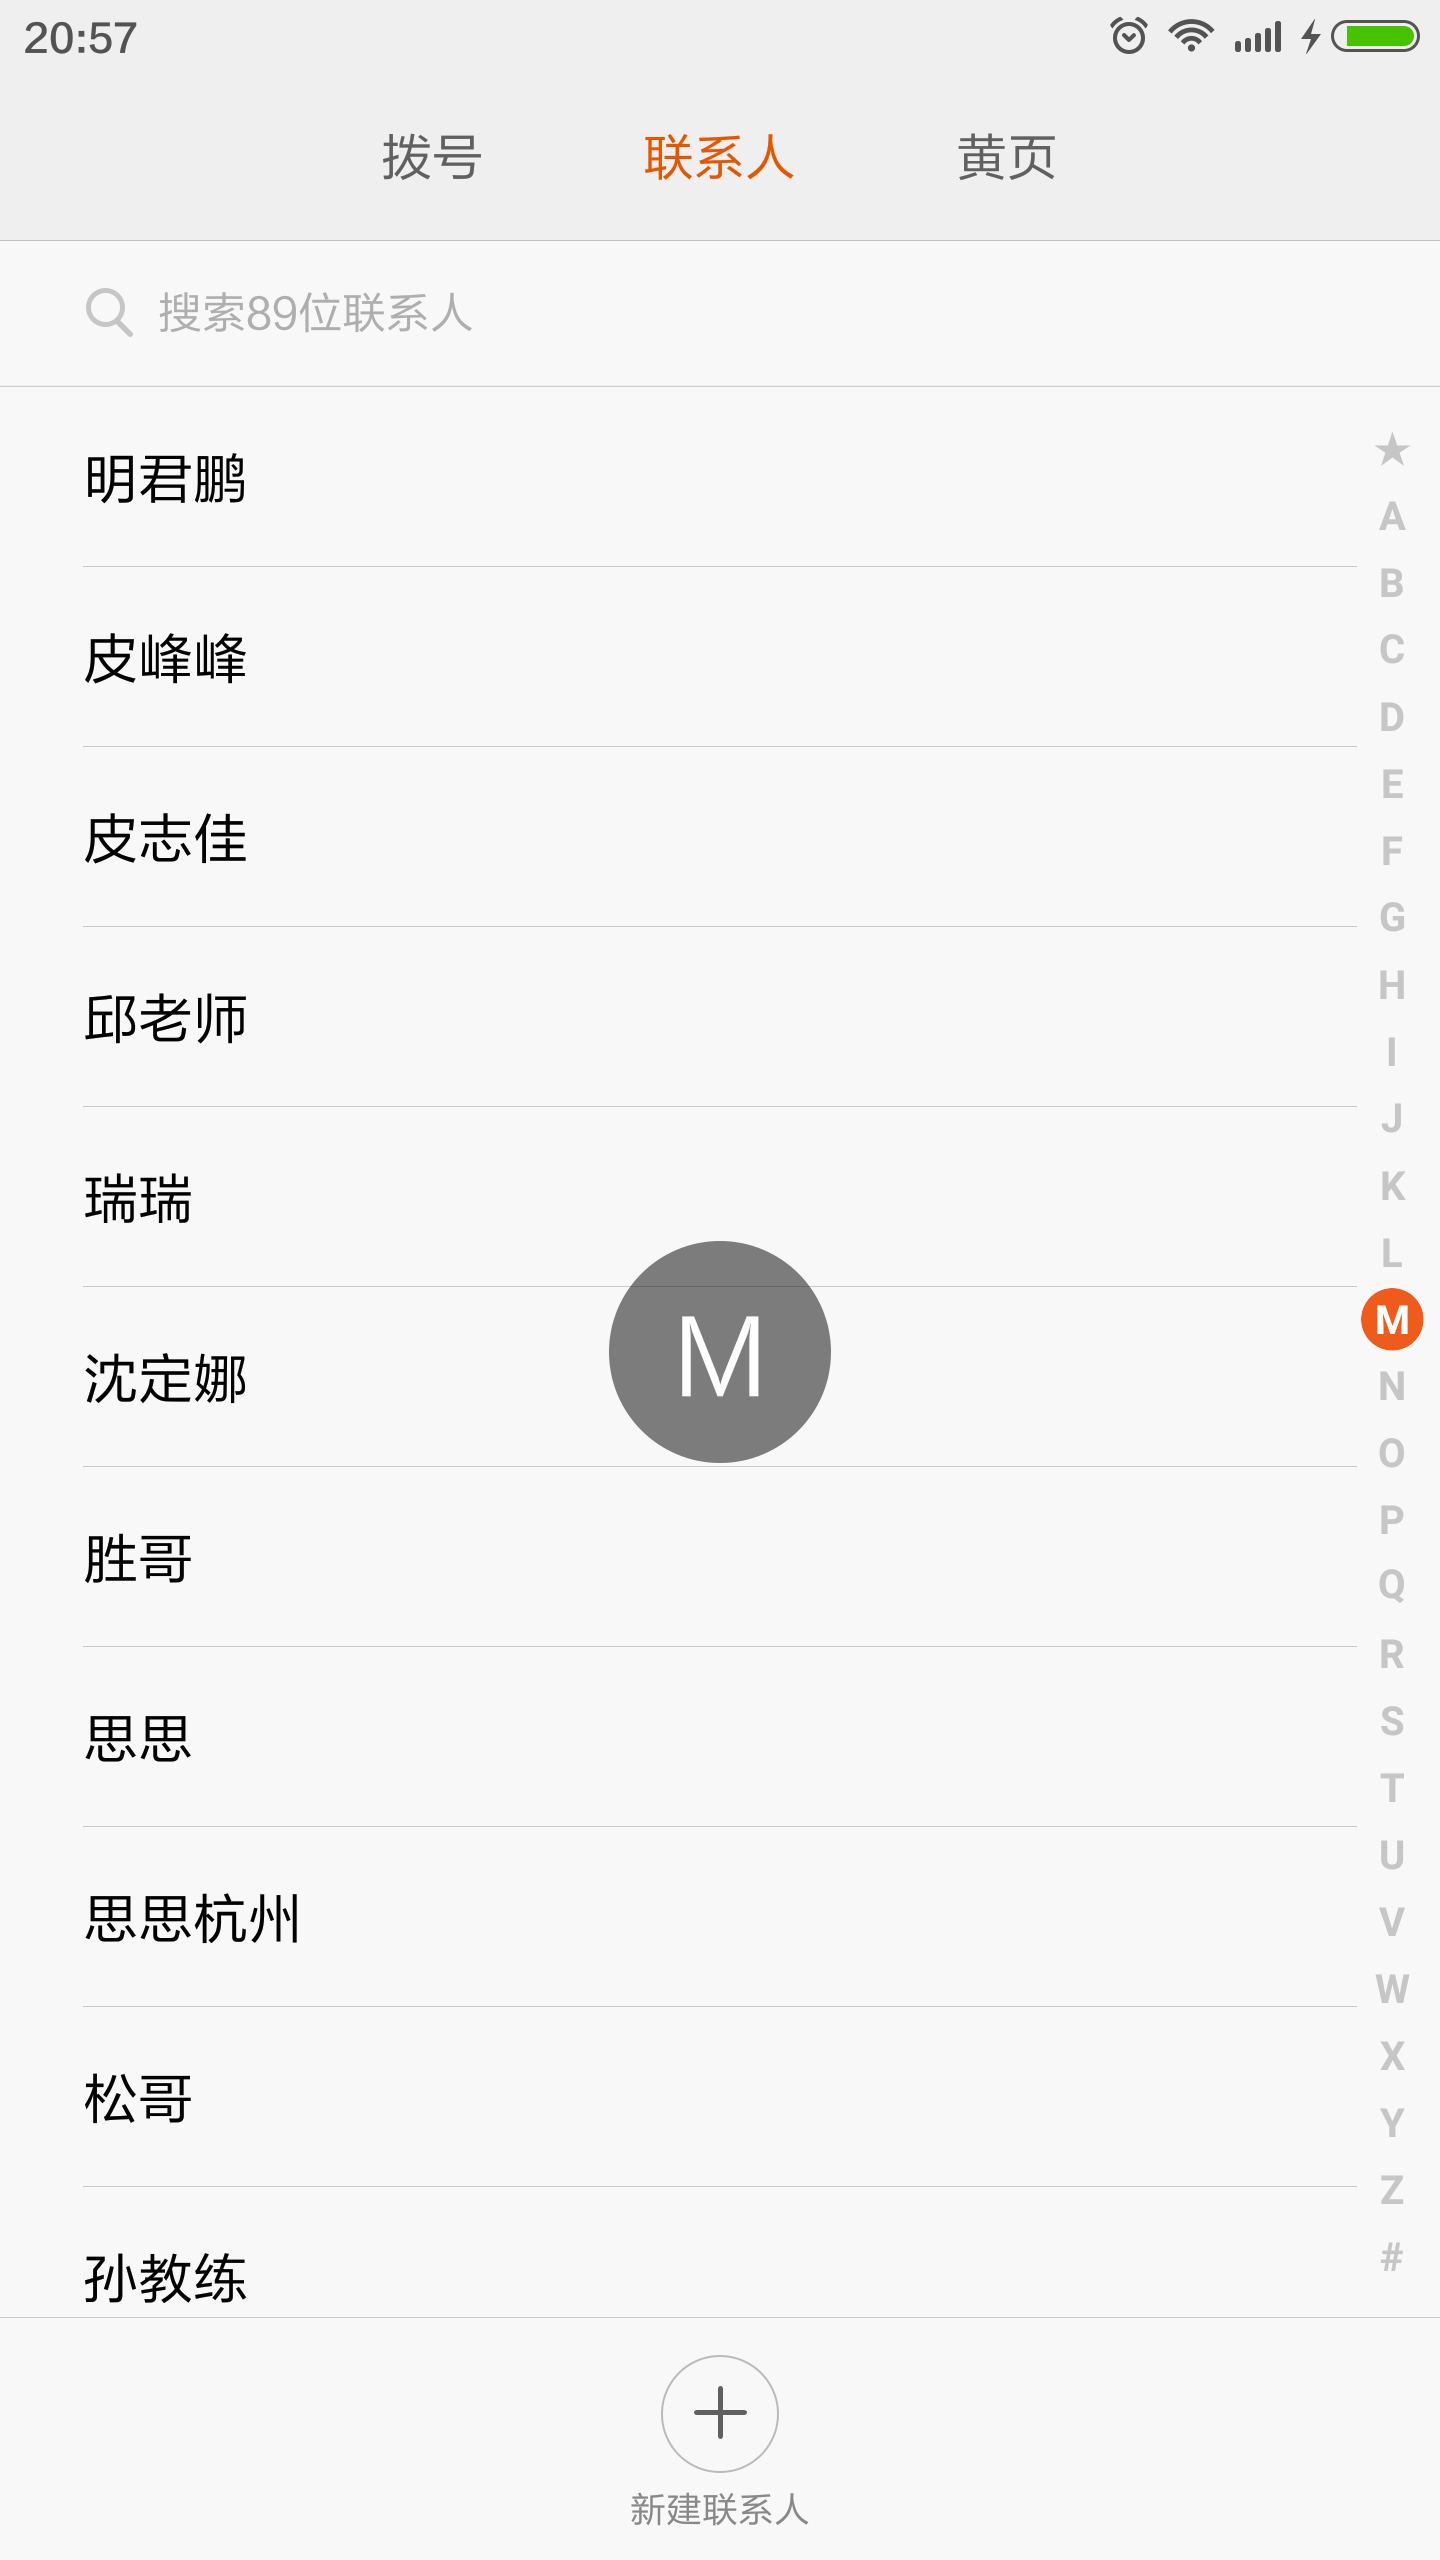 20:57
拨号 联系人 黄页
搜索89位联系人
明君鹏
皮峰峰
皮志佳
邱老师
瑞瑞
沈定娜
胜哥
思思
思思杭州
松哥
孙教练
M
★
A
B
C
D
E
F
G
H
I
J
K
L
M
N
O
P
Q
R
S
T
U
V
W
X
Y
Z
#
新建联系人